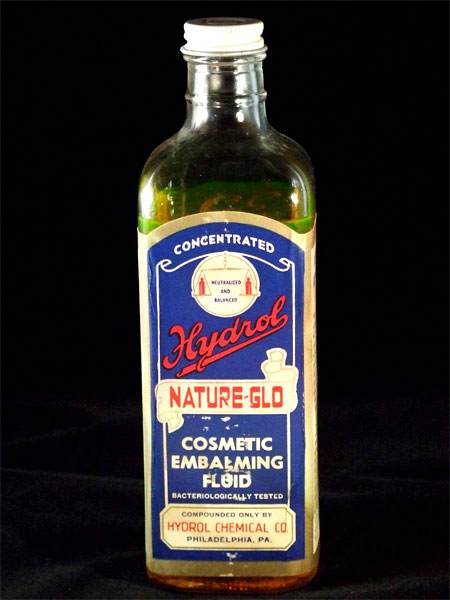 CONCENTRATED
NEUTRALIZED
AND
BALANCED
Hydrol
NATURE-GLO
COSMETIC
EMBALMING
FLUID
BACTERIOLOGICALLY TESTED
COMPOUNDED ONLY BY
HYDROL CHEMICAL CO.
PHILADELPHIA, PA.